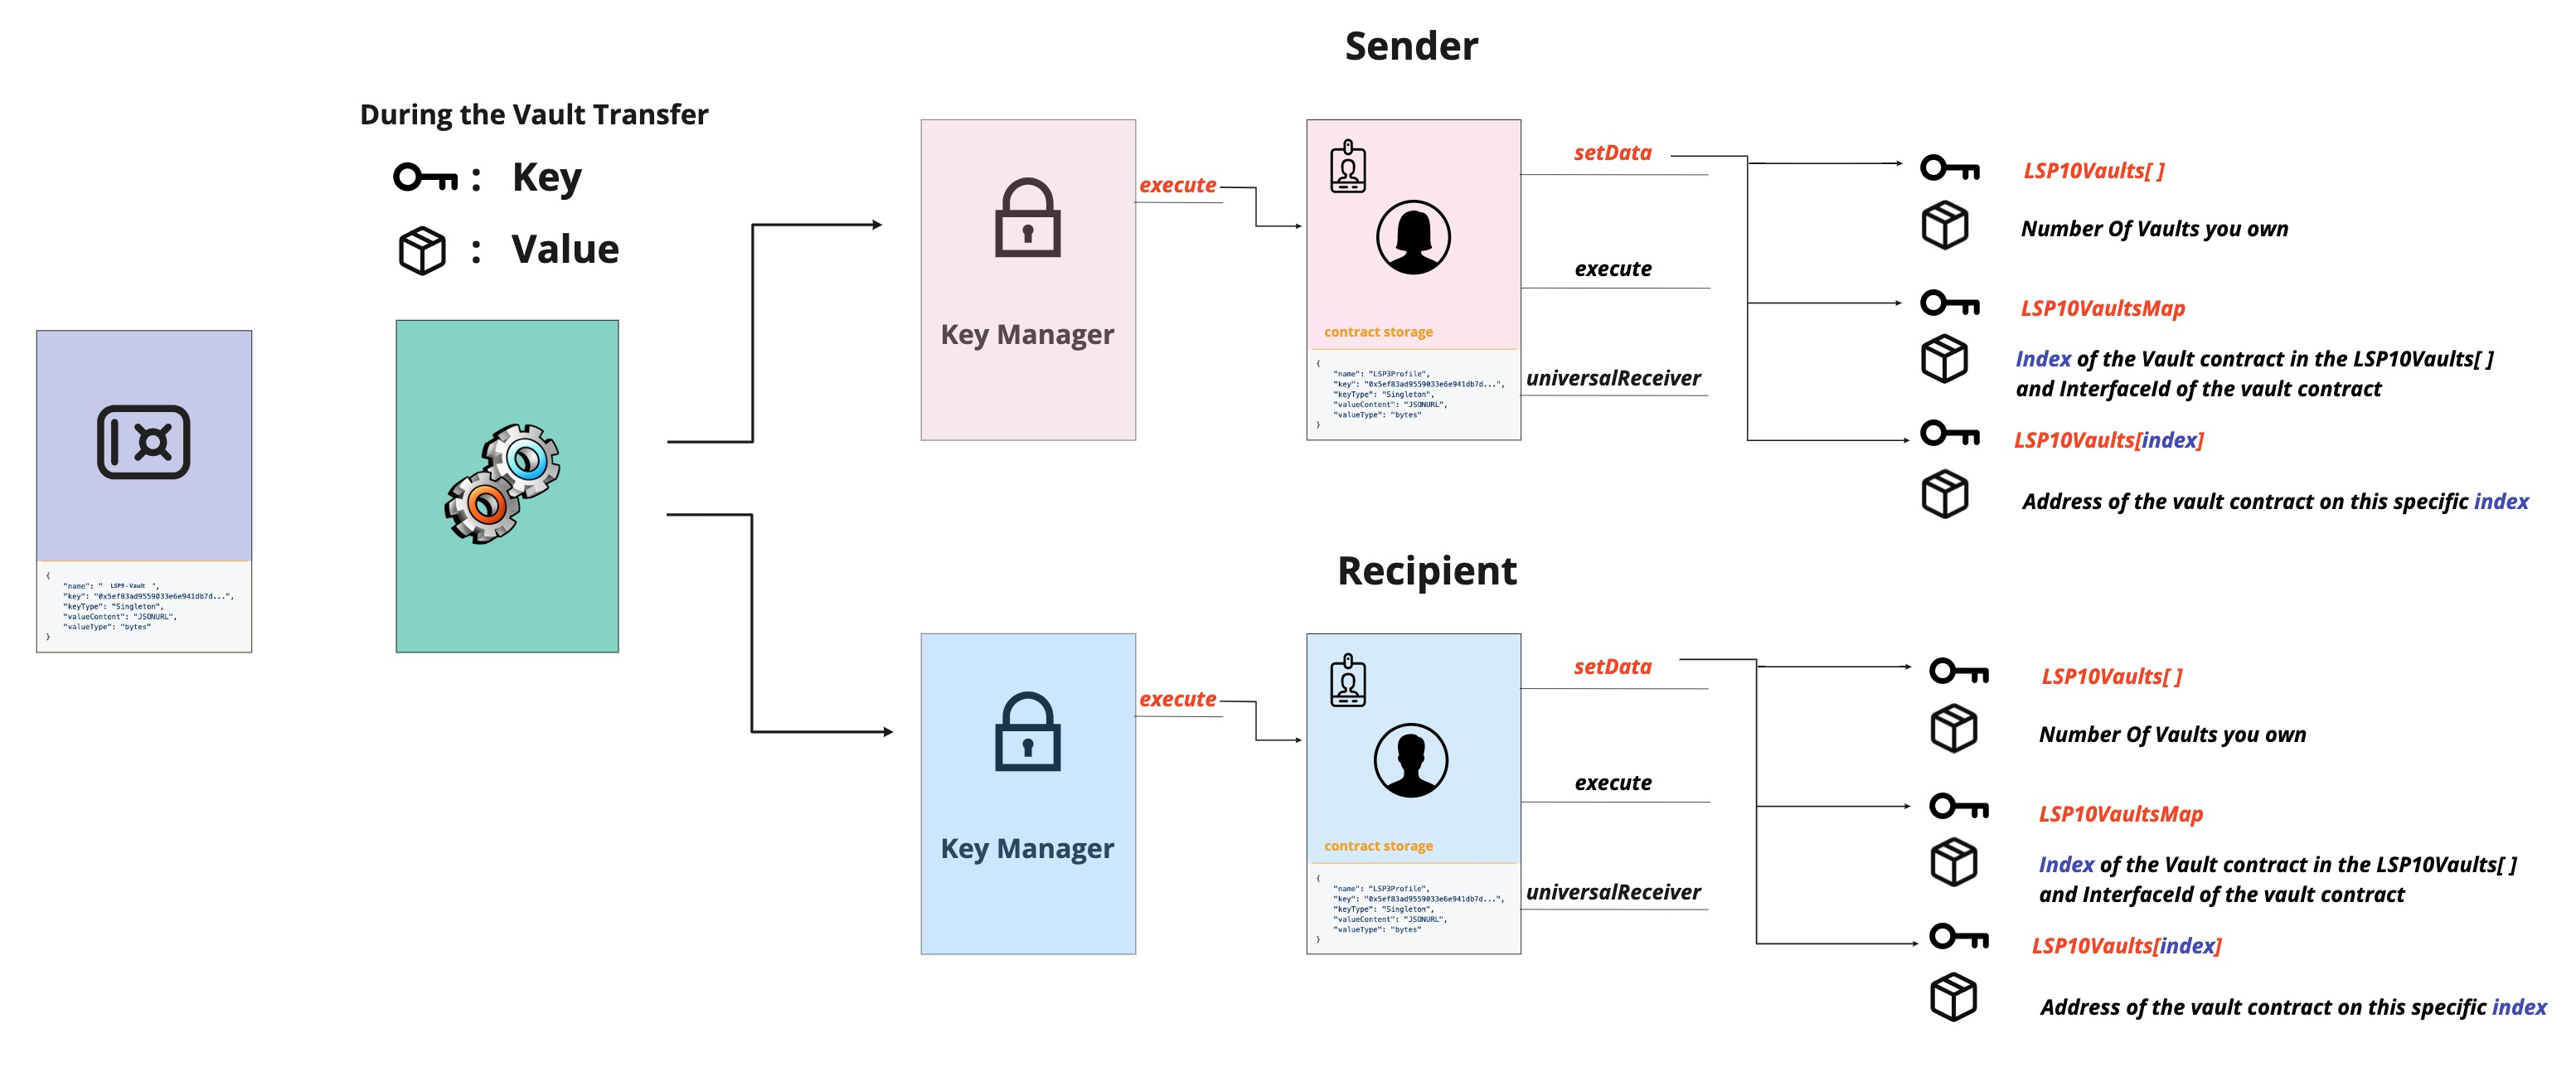 Sender
During the Vault Transfer
: Key
: Value
{
"name": " LSP9 - Vault ",
"key": "0x5ef83ad9559033e6e941db7d...",
"keyType": "Singleton",
"valueContent": "JSONURL",
"valueType": "bytes"
}
Key Manager
execute
contract storage
{
"name": "LSP3Profile",
"key": "0x5ef83ad9559033e6e941db7d...",
"keyType": "Singleton",
"valueContent": "JSONURL",
"valueType": "bytes"
}
setData
execute
universalReceiver
LSP10Vaults[ ]
Number Of Vaults you own
LSP10VaultsMap
Index of the Vault contract in the LSP10Vaults[ ]
and InterfaceId of the vault contract
LSP10Vaults[index]
Address of the vault contract on this specific index
Recipient
Key Manager
execute
contract storage
{
"name": "LSP3Profile",
"key": "0x5ef83ad9559033e6e941db7d...",
"keyType": "Singleton",
"valueContent": "JSONURL",
"valueType": "bytes"
}
setData
execute
universalReceiver
LSP10Vaults[ ]
Number Of Vaults you own
LSP10VaultsMap
Index of the Vault contract in the LSP10Vaults[ ]
and InterfaceId of the vault contract
LSP10Vaults[index]
Address of the vault contract on this specific index